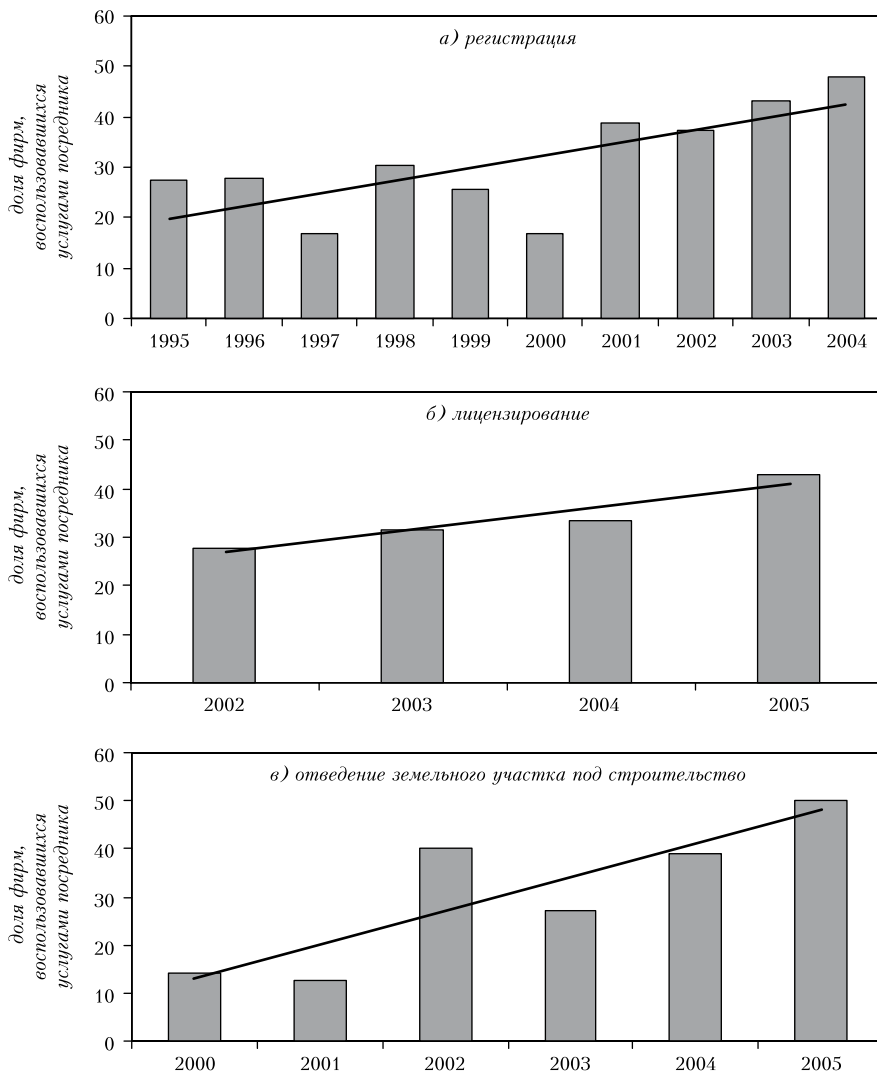 60
а) регистрация
50
40
30
20
10
0
доля фирм,
воспользовавшихся
услугами посредника
1995 1996 1997 1998 1999 2000 2001 2002 2003 2004
60
б) лицензирование
50
40
30
20
10
0
доля фирм,
воспользовавшихся
услугами посредника
2002 2003 2004 2005
60
в) отведение земельного участка под строительство
50
40
30
20
10
0
доля фирм,
воспользовавшихся
услугами посредника
2000 2001 2002 2003 2004 2005